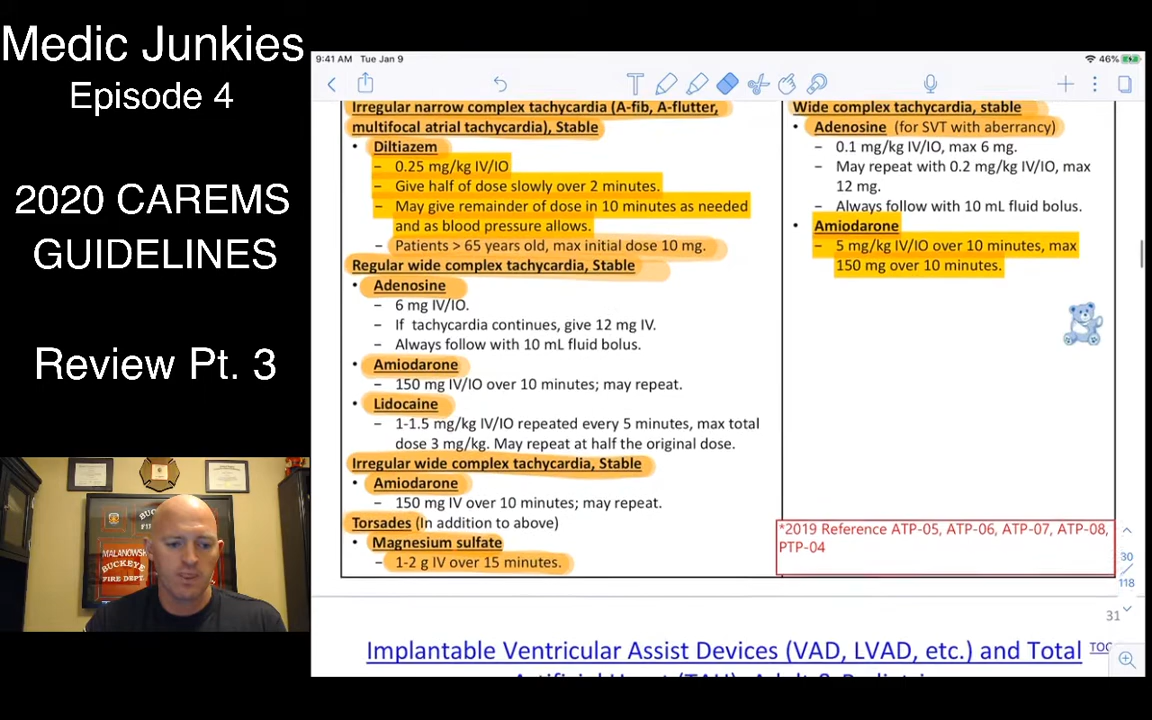 Medic Junkies
Episode 4
2020 CAREMS
GUIDELINES
Review Pt. 3
9:41 AM Tue Jan 9
46%
Irregular narrow complex tachycardia (A-fib, A-flutter,
multifocal atrial tachycardia), Stable
• Diltiazem
– 0.25 mg/kg IV/IO
– Give half of dose slowly over 2 minutes.
– May give remainder of dose in 10 minutes as needed
and as blood pressure allows.
– Patients > 65 years old, max initial dose 10 mg.
Regular wide complex tachycardia, Stable
• Adenosine
– 6 mg IV/IO.
– If tachycardia continues, give 12 mg IV.
– Always follow with 10 mL fluid bolus.
• Amiodarone
– 150 mg IV/IO over 10 minutes; may repeat.
• Lidocaine
– 1-1.5 mg/kg IV/IO repeated every 5 minutes, max total
dose 3 mg/kg. May repeat at half the original dose.
Irregular wide complex tachycardia, Stable
• Amiodarone
– 150 mg IV over 10 minutes; may repeat.
Torsades (In addition to above)
• Magnesium sulfate
– 1-2 g IV over 15 minutes.
Wide complex tachycardia, stable
• Adenosine (for SVT with aberrancy)
– 0.1 mg/kg IV/IO, max 6 mg.
– May repeat with 0.2 mg/kg IV/IO, max
12 mg.
– Always follow with 10 mL fluid bolus.
• Amiodarone
– 5 mg/kg IV/IO over 10 minutes, max
150 mg over 10 minutes.
*2019 Reference ATP-05, ATP-06, ATP-07, ATP-08,
PTP-04
30
118
31
Implantable Ventricular Assist Devices (VAD, LVAD, etc.) and Total
TOC
MALANOWSK
BUCKEYE
FIRE DEPT.